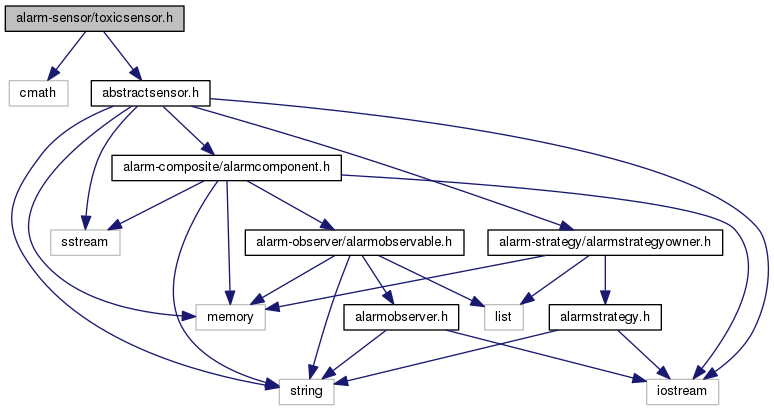 alarm-sensor/toxicsensor.h
cmath
abstractsensor.h
alarm-composite/alarmcomponent.h
sstream
alarm-observer/alarmobservable.h
alarm-strategy/alarmstrategyowner.h
memory
alarmobserver.h
list
alarmstrategy.h
string
iostream